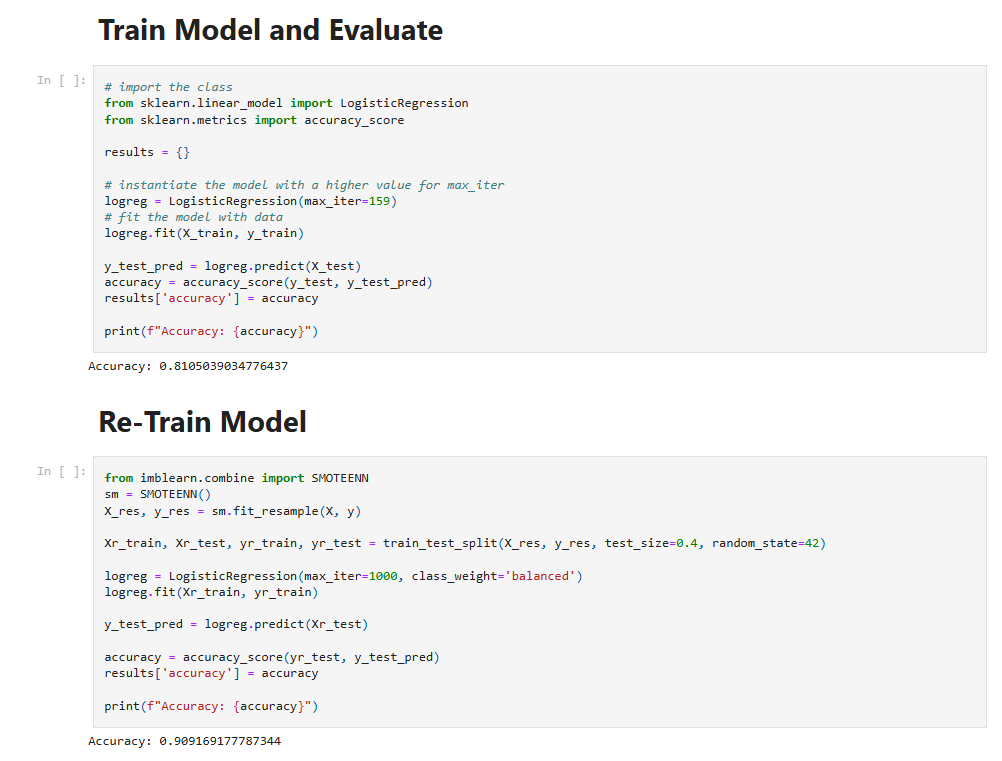 Train Model and Evaluate
In [ ]:
# import the class
from sklearn.linear_model import LogisticRegression
from sklearn.metrics import accuracy_score
results = {}
# instantiate the model with a higher value for max_iter
logreg = LogisticRegression(max_iter=159)
# fit the model with data
logreg.fit(X_train, y_train)
y_test_pred = logreg.predict(X_test)
accuracy = accuracy_score(y_test, y_test_pred)
results['accuracy'] = accuracy
print(f"Accuracy: {accuracy}")
Accuracy: 0.8105039034776437
Re-Train Model
In [ ]:
from imblearn.combine import SMOTEENN
sm = SMOTEENN()
X_res, y_res = sm.fit_resample(X, y)
Xr_train, Xr_test, yr_train, yr_test = train_test_split(X_res, y_res, test_size=0.4, random_state=42)
logreg = LogisticRegression(max_iter=1000, class_weight='balanced')
logreg.fit(Xr_train, yr_train)
y_test_pred = logreg.predict(Xr_test)
accuracy = accuracy_score(yr_test, y_test_pred)
results['accuracy'] = accuracy
print(f"Accuracy: {accuracy}")
Accuracy: 0.909169177787344